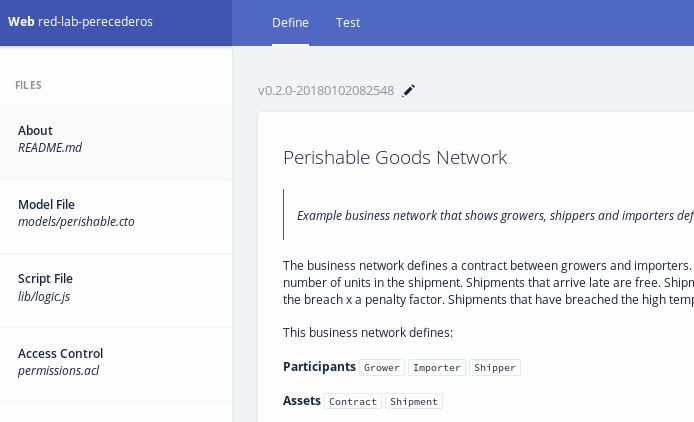 Web red-lab-perecederos
Define Test
FILES
v0.2.0-20180102082548
About
README.md
Model File
models/perishable.cto
Script File
lib/logic.js
Access Control
permissions.acl
Perishable Goods Network
Example business network that shows growers, shippers and importers def
The business network defines a contract between growers and importers.
number of units in the shipment. Shipments that arrive late are free. Shipm
the breach x a penalty factor. Shipments that have breached the high temp
This business network defines:
Participants Grower Importer Shipper
Assets Contract Shipment